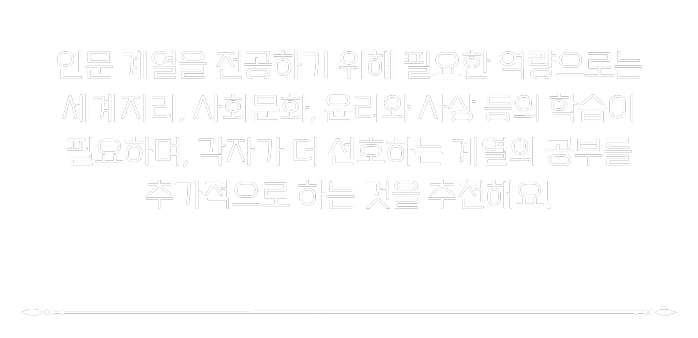 인문 계열을 전공하기 위해 필요한 역량으로는
세계지리, 사회문화, 윤리와 사상 등의 학습이
필요하며, 각자가 더 선호하는 계열의 공부를
추가적으로 하는 것을 추천해요!